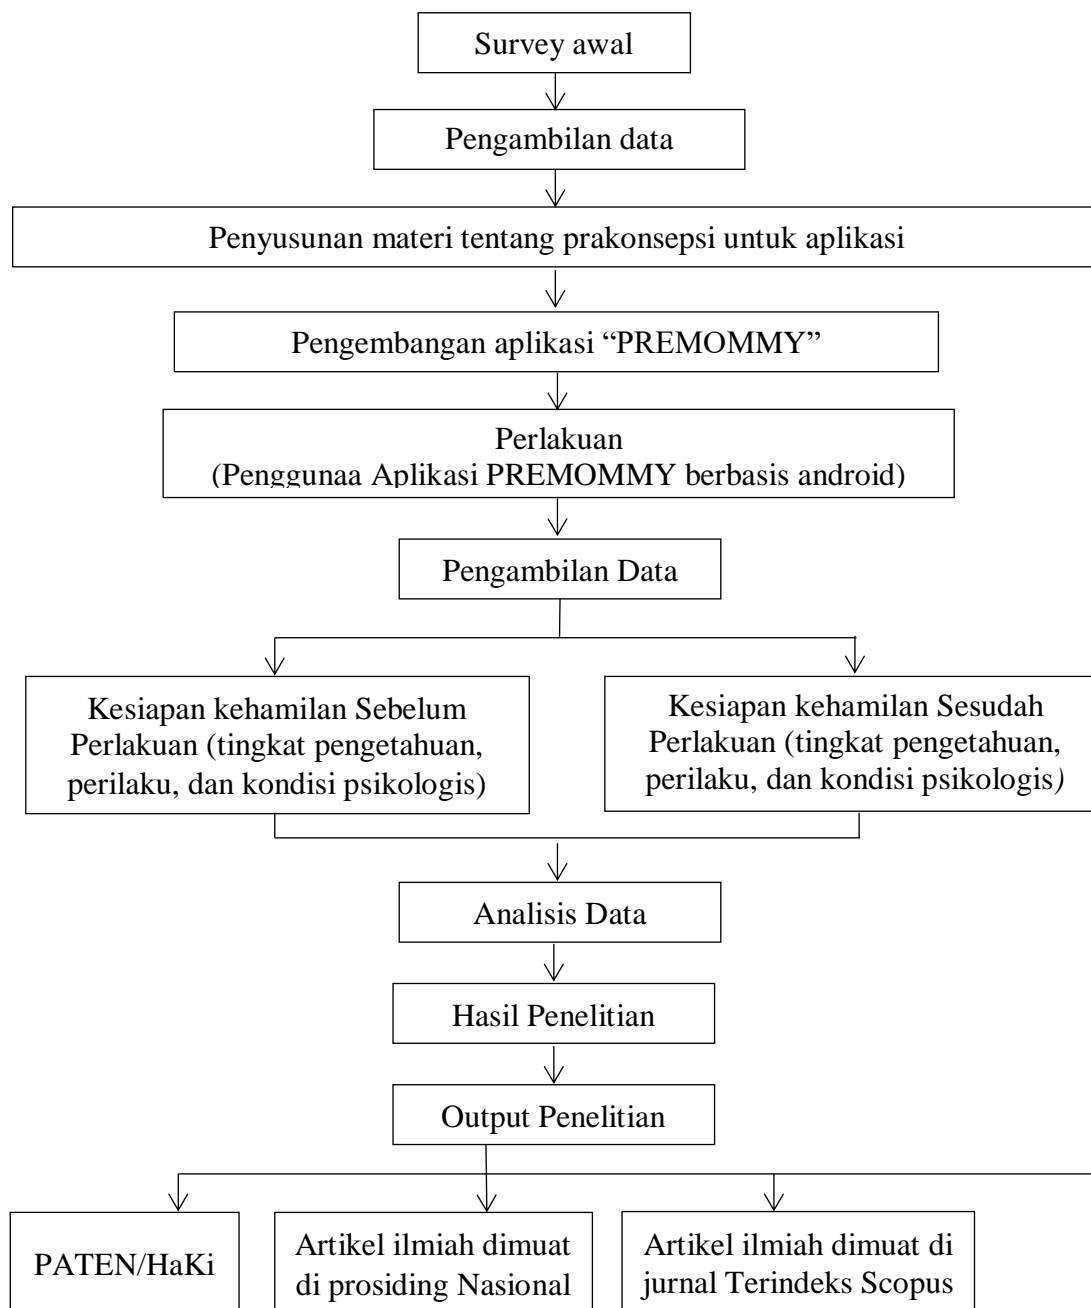 Survey awal
Pengambilan data
Penyusunan materi tentang prakonsepsi untuk aplikasi
Pengembangan aplikasi “PREMOMMY”
Perlakuan
(Penggunaa Aplikasi PREMOMMY berbasis android)
Pengambilan Data
Kesiapan kehamilan Sebelum
Perlakuan (tingkat pengetahuan,
perilaku, dan kondisi psikologis)
Kesiapan kehamilan Sesudah
Perlakuan (tingkat pengetahuan,
perilaku, dan kondisi psikologis)
Analisis Data
Hasil Penelitian
Output Penelitian
PATEN/HaKi
Artikel ilmiah dimuat
di prosiding Nasional
Artikel ilmiah dimuat di
jurnal Terindeks Scopus